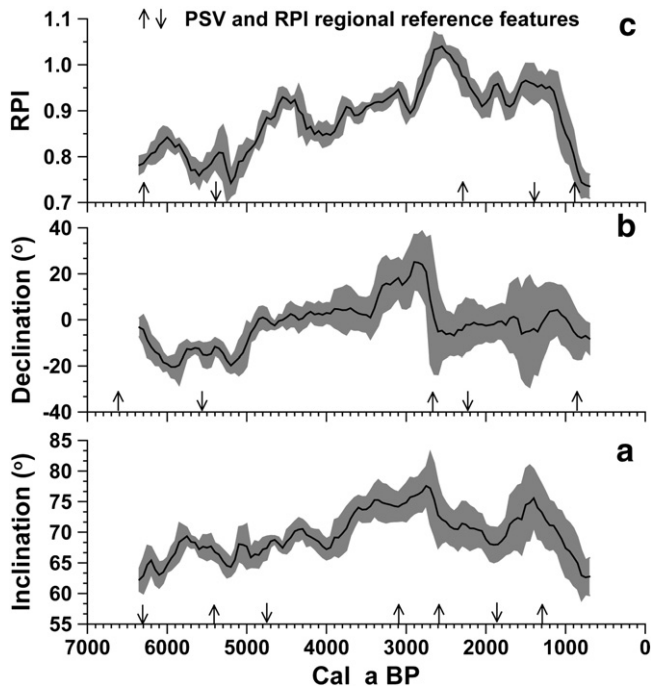 ↑ ↓ PSV and RPI regional reference features
c
1.1
1.0
0.9
0.8
0.7
RPI
b
40
20
0
-20
-40
Declination (º)
a
85
80
75
70
65
60
55
Inclination (º)
7000 6000 5000 4000 3000 2000 1000 0
Cal a BP